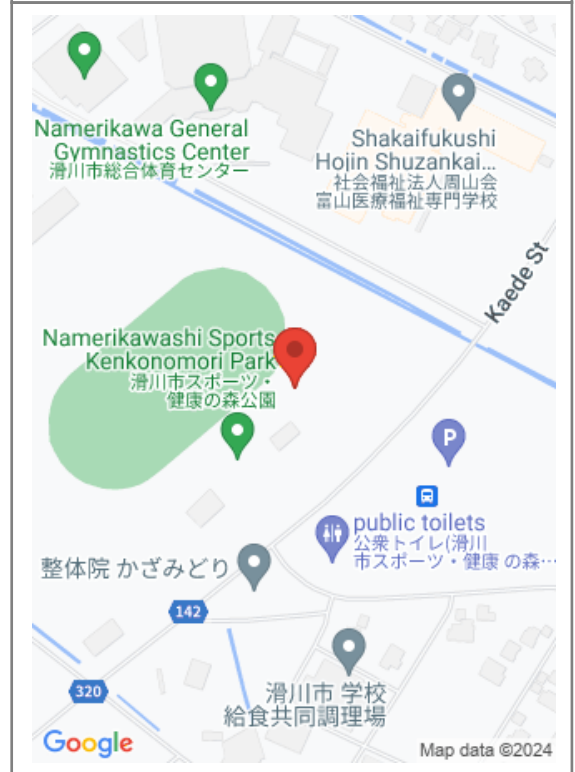 Namerikawa General
Gymnastics Center
滑川市総合体育センター
Shakaifukushi
Hojin Shuzankai...
社会福祉法人周山会
富山医療福祉専門学校
Kaede St
Namerikawashi Sports
Kenkonomori Park
滑川市スポーツ・
健康の森公園
P
public toilets
公衆トイレ(滑川
市スポーツ・健康 の森…
整体院 かざみどり
142
320
滑川市 学校
給食共同調理場
Google
Map data ©2024